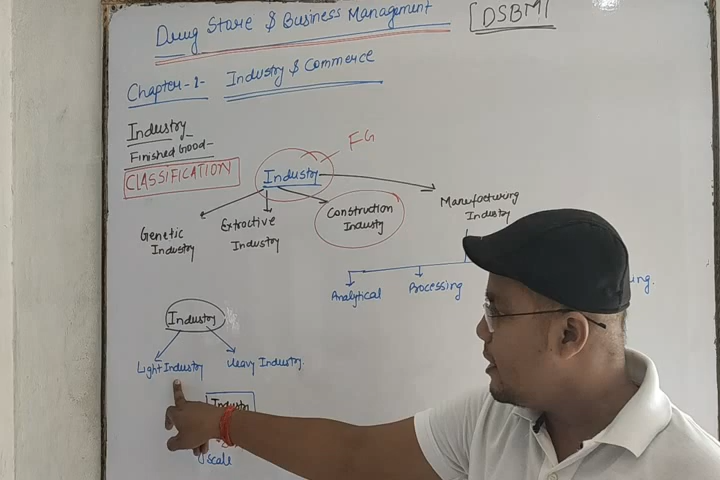 Drug Store & Business Management [DSBM]
Chapter-1- Industry & Commerce
Industry
Finished Good-
CLASSIFICATION
FG
Industry
Genetic
Industry
Extractive
Industry
Construction
Industry
Manufacturing
Industry
Analytical
Processing
Industry
Light Industry
Heavy Industry.
Industry
scale